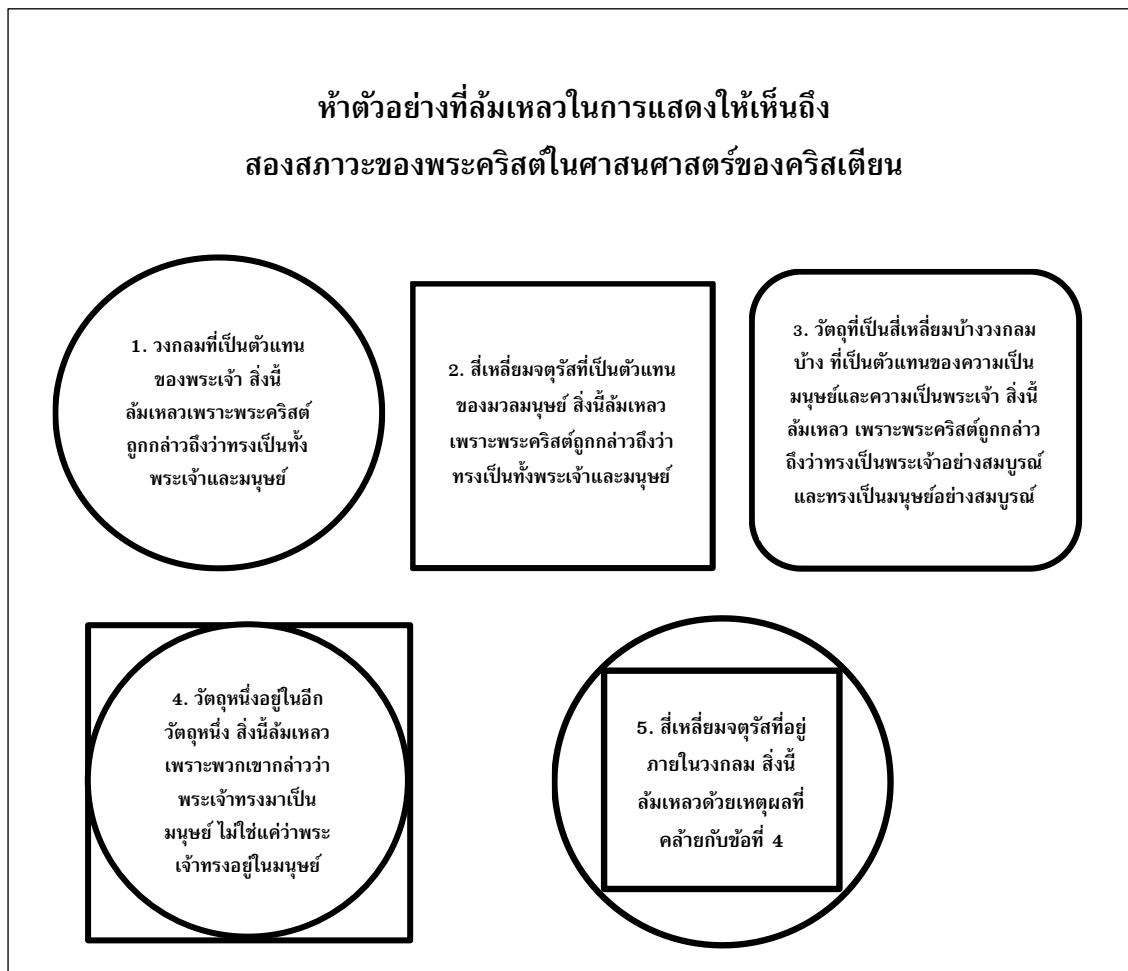 ห้าตัวอย่างที่ล้มเหลวในการแสดงให้เห็นถึง
สองสภาวะของพระคริสต์ในศาสนศาสตร์ของคริสเตียน
1. วงกลมที่เป็นตัวแทน
ของพระเจ้า สิ่งนี้
ล้มเหลวเพราะพระคริสต์
ถูกกล่าวถึงว่าทรงเป็นทั้ง
พระเจ้าและมนุษย์
2. สี่เหลี่ยมจตุรัสที่เป็นตัวแทน
ของมวลมนุษย์ สิ่งนี้ล้มเหลว
เพราะพระคริสต์ถูกกล่าวถึงว่า
ทรงเป็นทั้งพระเจ้าและมนุษย์
3. วัตถุที่เป็นสี่เหลี่ยมบ้างวงกลม
บ้าง ที่เป็นตัวแทนของความเป็น
มนุษย์และความเป็นพระเจ้า สิ่งนี้
ล้มเหลว เพราะพระคริสต์ถูกกล่าว
ถึงว่าทรงเป็นพระเจ้าอย่างสมบูรณ์
และทรงเป็นมนุษย์อย่างสมบูรณ์
4. วัตถุหนึ่งอยู่ในอีก
วัตถุหนึ่ง สิ่งนี้ล้มเหลว
เพราะพวกเขากล่าวว่า
พระเจ้าทรงมาเป็น
มนุษย์ ไม่ใช่แค่ว่าพระ
เจ้าทรงอยู่ในมนุษย์
5. สี่เหลี่ยมจตุรัสที่อยู่
ภายในวงกลม สิ่งนี้
ล้มเหลวด้วยเหตุผลที่
คล้ายกับข้อที่ 4